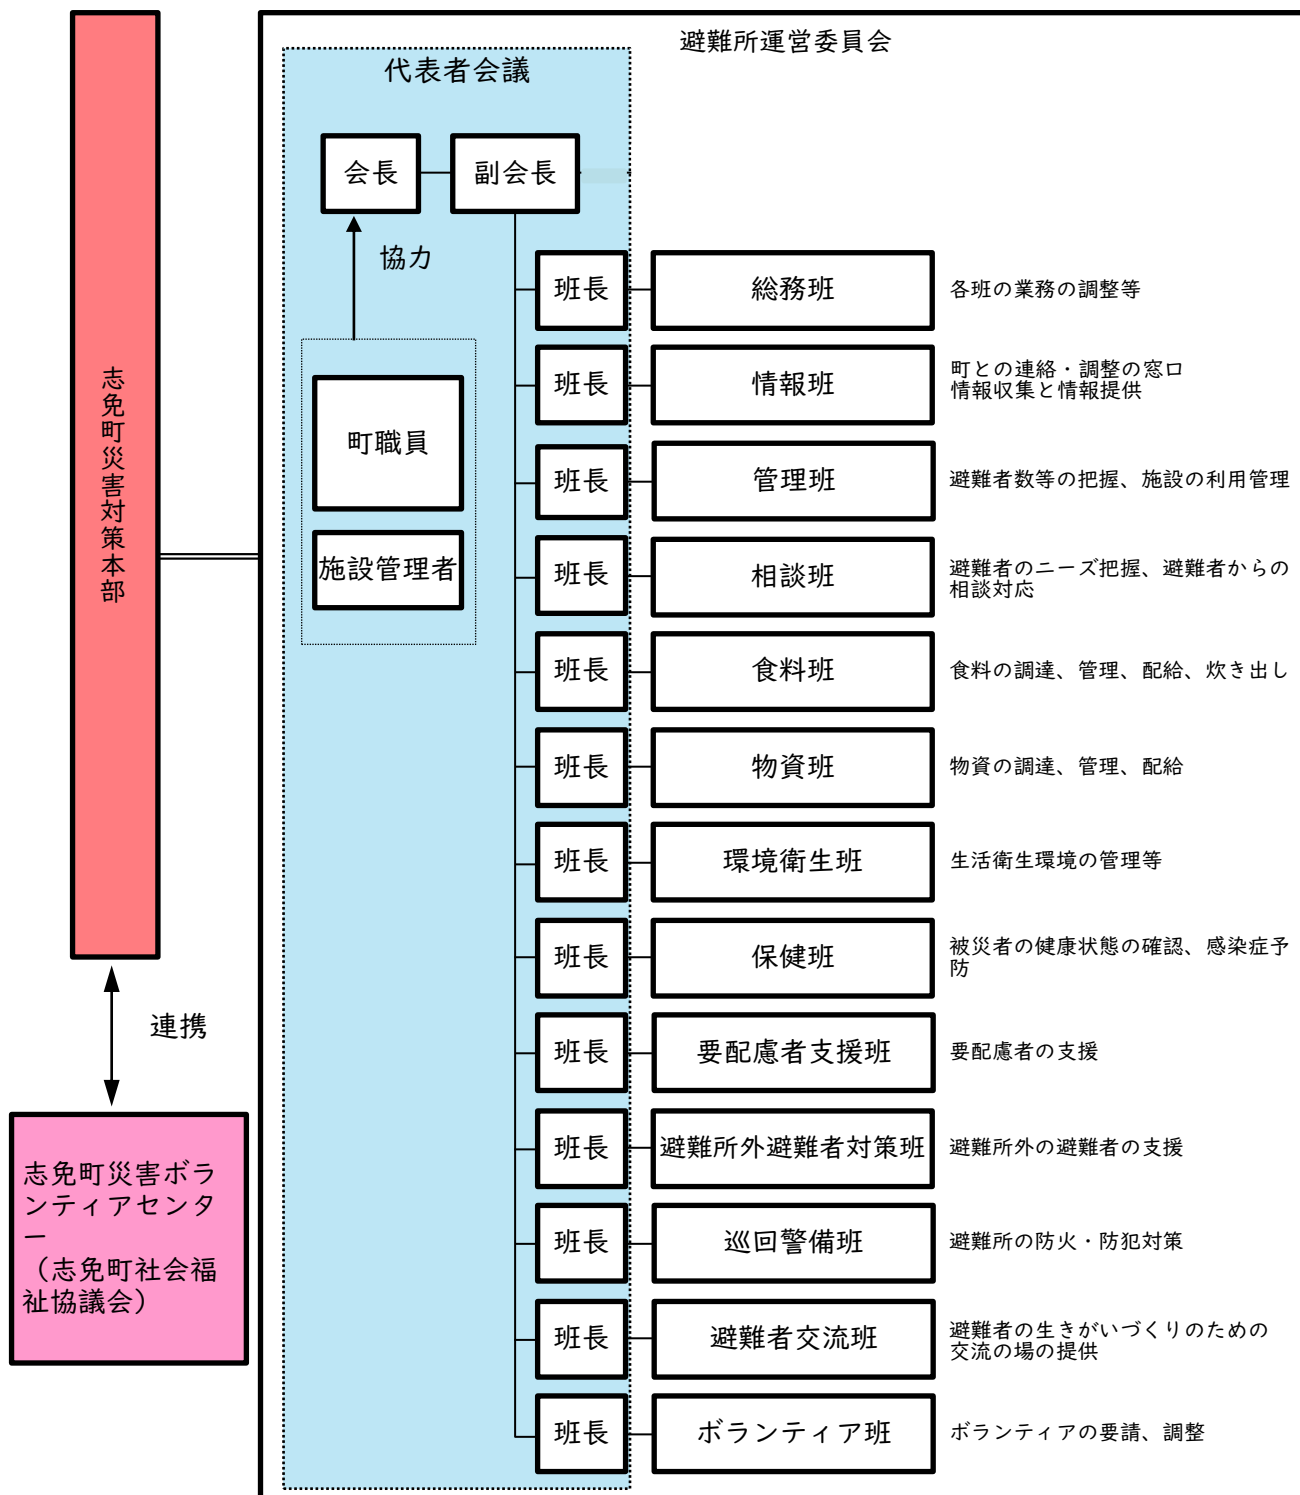 避難所運営委員会
代表者会議
会長
副会長
協力
町職員
施設管理者
志免町災害対策本部
連携
志免町災害ボラ
ンティアセンタ
ー
（志免町社会福
祉協議会）
班長
総務班
各班の業務の調整等
班長
情報班
町との連絡・調整の窓口
情報収集と情報提供
班長
管理班
避難者数等の把握、施設の利用管理
班長
相談班
避難者のニーズ把握、避難者からの
相談対応
班長
食料班
食料の調達、管理、配給、炊き出し
班長
物資班
物資の調達、管理、配給
班長
環境衛生班
生活衛生環境の管理等
班長
保健班
被災者の健康状態の確認、感染症予
防
班長
要配慮者支援班
要配慮者の支援
班長
避難所外避難者対策班
避難所外の避難者の支援
班長
巡回警備班
避難所の防火・防犯対策
班長
避難者交流班
避難者の生きがいづくりのための
交流の場の提供
班長
ボランティア班
ボランティアの要請、調整